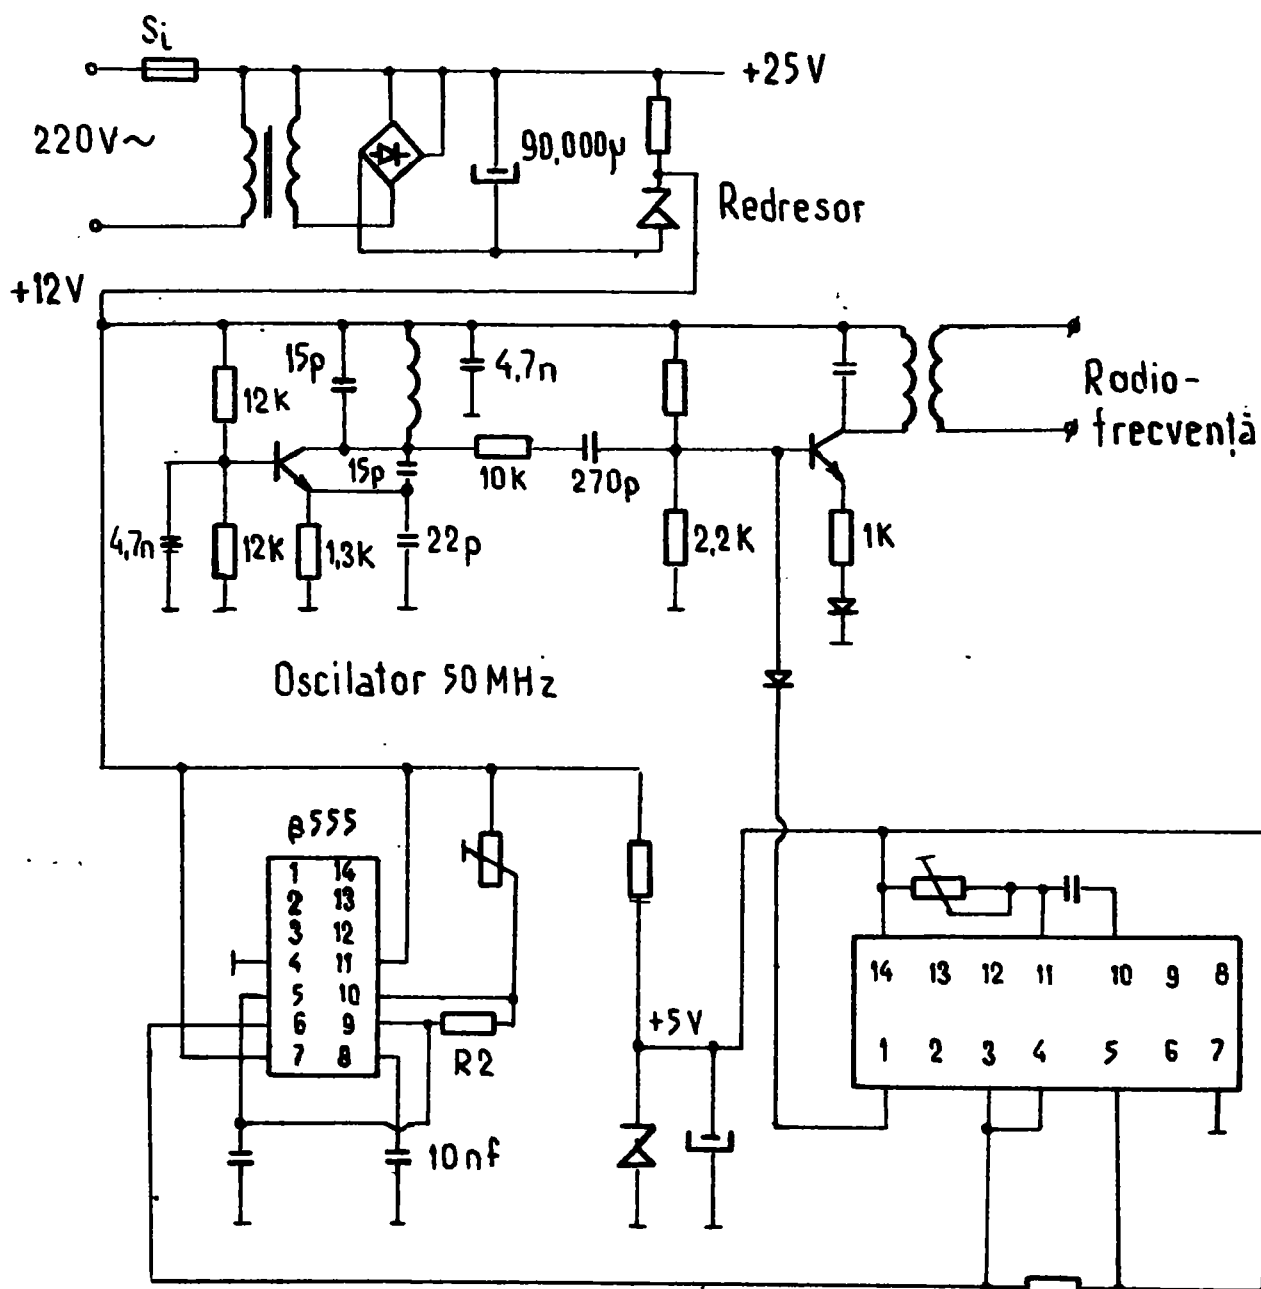 Si
+25V
220V~
90.000µ
Redresor
+12V
15p
4,7n
12K
Radio-
frecvență
15p
10K
270p
4,7n
12K
1,3K
22p
2,2K
1K
Oscilator 50MHz
β555
1 14
2 13
3 12
4 11
5 10
6 9
7 8
R2
10nf
+5V
14 13 12 11 10 9 8
1 2 3 4 5 6 7